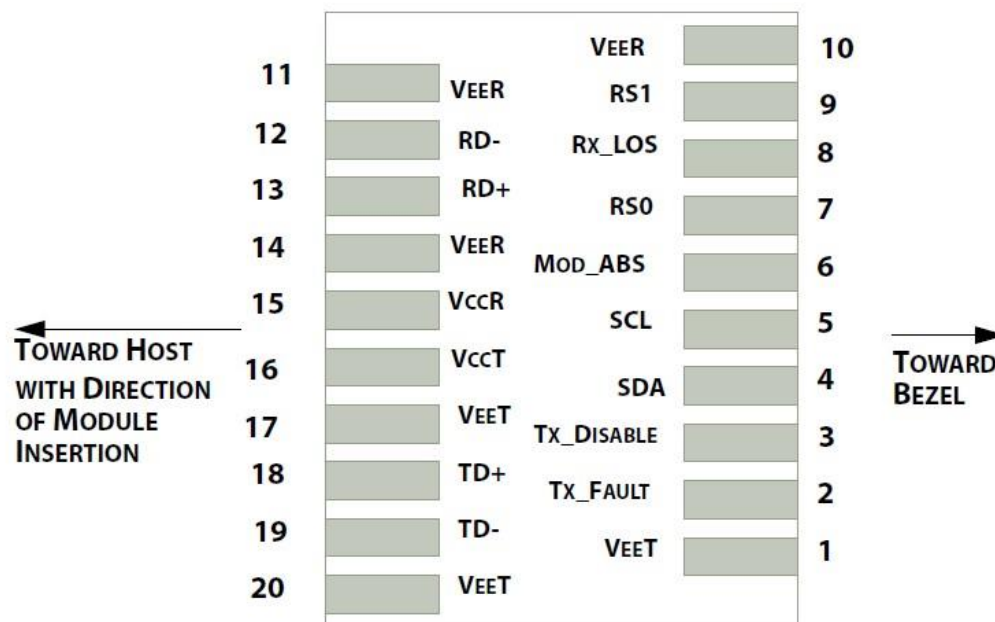 VEER 10
11 VEER
RS1 9
12 RD-
RX_LOS 8
13 RD+
RS0 7
14 VEER
MOD_ABS 6
15 VCCR
SCL 5
TOWARD HOST
WITH DIRECTION
OF MODULE
INSERTION
TOWARD
BEZEL
16 VCCT
SDA 4
17 VEET
TX_DISABLE 3
18 TD+
TX_FAULT 2
19 TD-
VEET 1
20 VEET